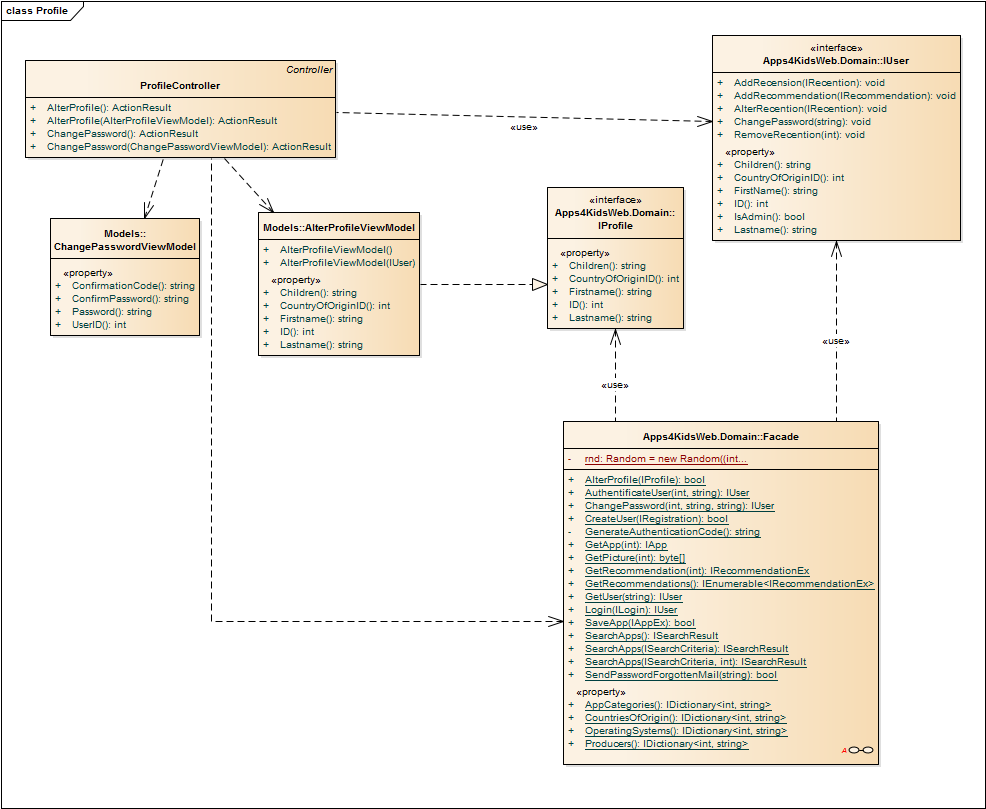 class Profile
Controller
ProfileController
+ AlterProfile(): ActionResult
+ AlterProfile(AlterProfileViewModel): ActionResult
+ ChangePassword(): ActionResult
+ ChangePassword(ChangePasswordViewModel): ActionResult
«interface»
Apps4KidsWeb.Domain::IUser
+ AddRecension(IRecention): void
+ AddRecommendation(IRecommendation): void
+ AlterRecention(IRecention): void
+ ChangePassword(string): void
+ RemoveRecention(int): void
«property»
+ Children(): string
+ CountryOfOriginID(): int
+ FirstName(): string
+ ID(): int
+ IsAdmin(): bool
+ Lastname(): string
«use»
Models::
ChangePasswordViewModel
«property»
+ ConfirmationCode(): string
+ ConfirmPassword(): string
+ Password(): string
+ UserID(): int
Models::AlterProfileViewModel
+ AlterProfileViewModel()
+ AlterProfileViewModel(IUser)
«property»
+ Children(): string
+ CountryOfOriginID(): int
+ Firstname(): string
+ ID(): int
+ Lastname(): string
«interface»
Apps4KidsWeb.Domain::
IProfile
«property»
+ Children(): string
+ CountryOfOriginID(): int
+ Firstname(): string
+ ID(): int
+ Lastname(): string
«use»
«use»
Apps4KidsWeb.Domain::Facade
- rnd: Random = new Random((int...
+ AlterProfile(IProfile): bool
+ AuthentificateUser(int, string): IUser
+ ChangePassword(int, string, string): IUser
+ CreateUser(IRegistration): bool
- GenerateAuthenticationCode(): string
+ GetApp(int): IApp
+ GetPicture(int): byte[]
+ GetRecommendation(int): IRecommendationEx
+ GetRecommendations(): IEnumerable<IRecommendationEx>
+ GetUser(string): IUser
+ Login(ILogin): IUser
+ SaveApp(IAppEx): bool
+ SearchApps(): ISearchResult
+ SearchApps(ISearchCriteria): ISearchResult
+ SearchApps(ISearchCriteria, int): ISearchResult
+ SendPasswordForgottenMail(string): bool
«property»
+ AppCategories(): IDictionary<int, string>
+ CountriesOfOrigin(): IDictionary<int, string>
+ OperatingSystems(): IDictionary<int, string>
+ Producers(): IDictionary<int, string>
A